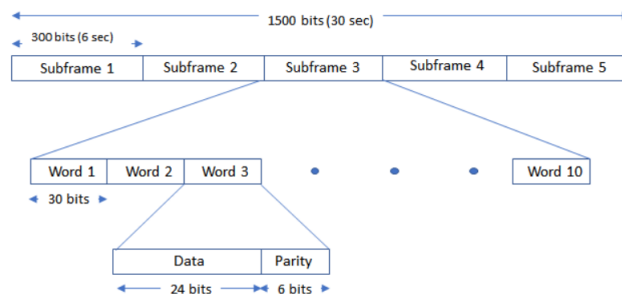 1500 bits (30 sec)
300 bits (6 sec)
Subframe 1 Subframe 2 Subframe 3 Subframe 4 Subframe 5
Word 1 Word 2 Word 3 Word 10
30 bits
Data Parity
24 bits 6 bits